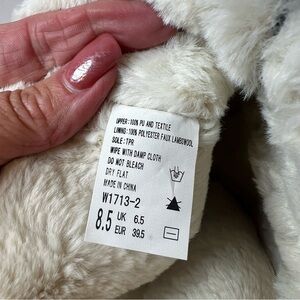 UPPER: 100% PU AND TEXTILE
LINING: 100% POLYESTER FAUX LAMBSWOOL
SOLE: TPR
WIPE WITH DAMP CLOTH
DO NOT BLEACH
DRY FLAT
MADE IN CHINA
W1713-2
8.5 UK 6.5
EUR 39.5